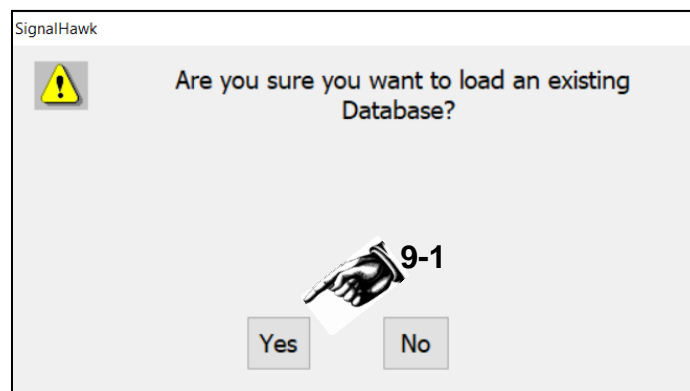 SignalHawk
Are you sure you want to load an existing
Database?
9-1
Yes
No